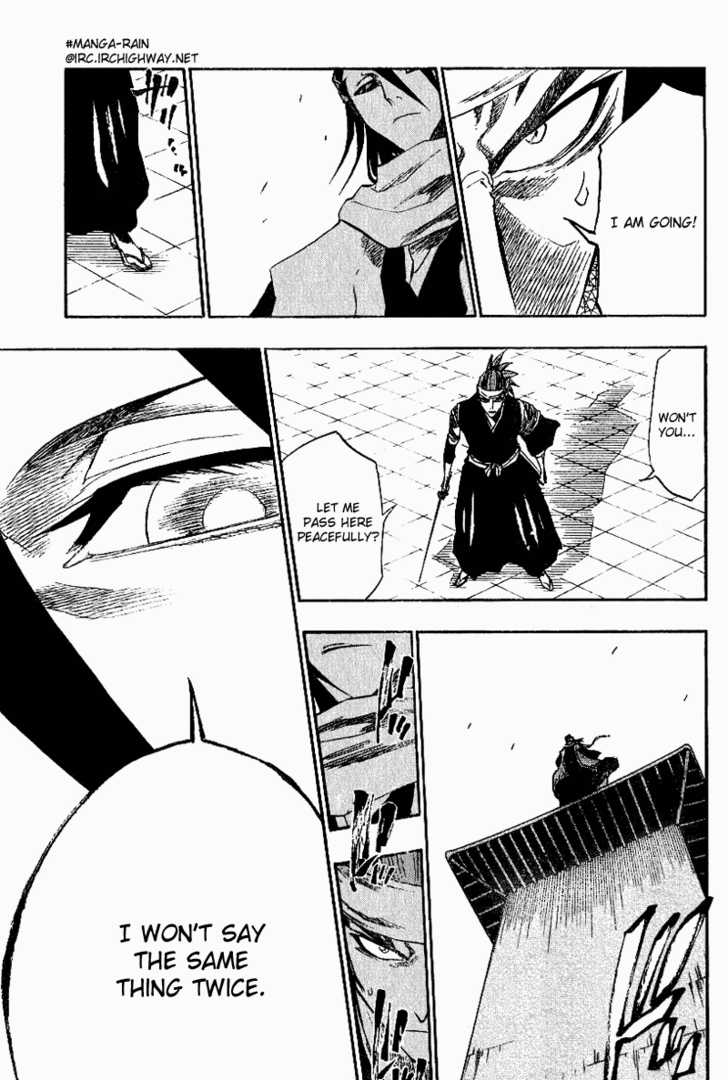 #MANGA-RAIN
@IRC.IRCHIGHWAY.NET
I AM GOING!
WON'T
YOU...
LET ME
PASS HERE
PEACEFULLY?
I WON'T SAY
THE SAME
THING TWICE.